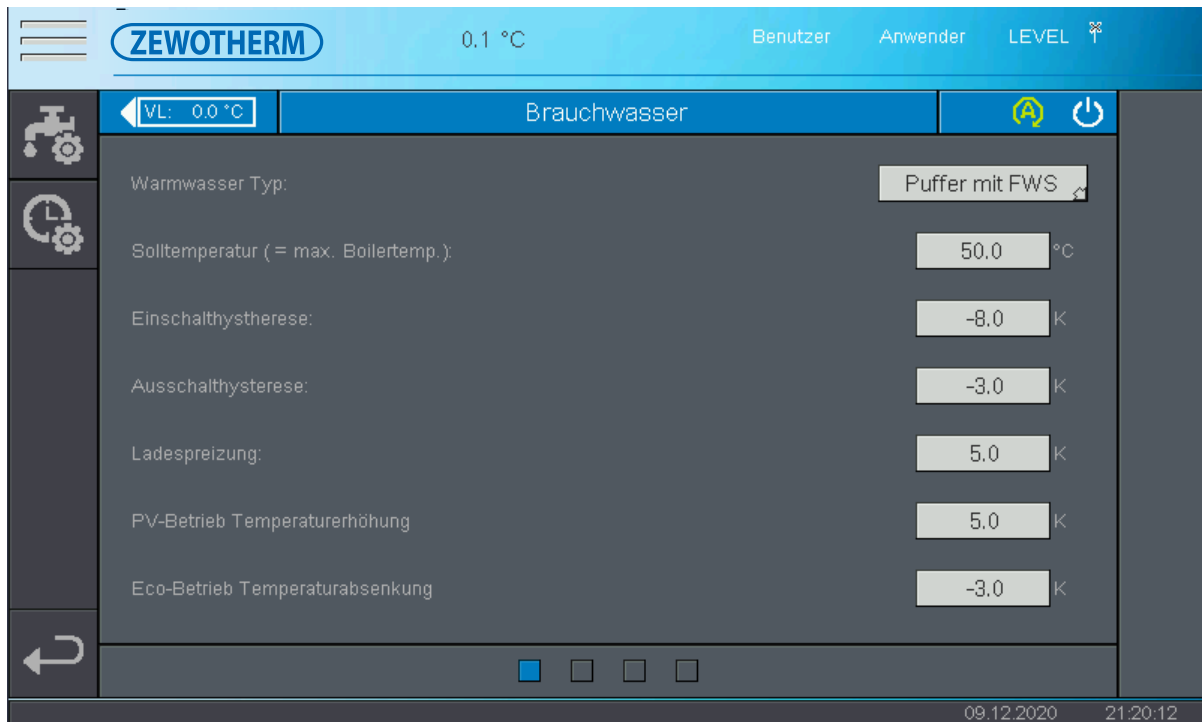 ZEWOTHERM 0.1 °C Benutzer Anwender LEVEL
VL: 0.0 °C Brauchwasser A
Warmwasser Typ: Puffer mit FWS
Solltemperatur ( = max. Boilertemp.): 50.0 °C
Einschalthystherese: -8.0 K
Ausschalthysterese: -3.0 K
Ladespreizung: 5.0 K
PV-Betrieb Temperaturerhöhung 5.0 K
Eco-Betrieb Temperaturabsenkung -3.0 K
09.12.2020 21:20:12